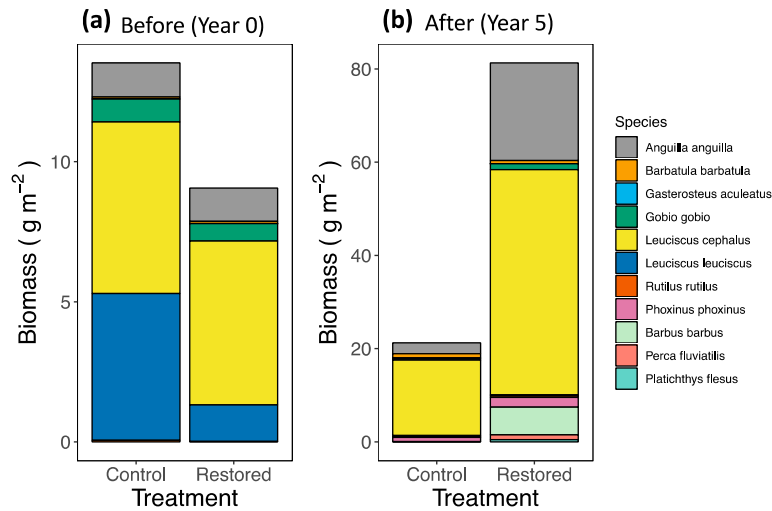 (a) Before (Year 0)
Biomass ( g m⁻² )
10
5
0
Control Restored
Treatment
(b) After (Year 5)
Biomass ( g m⁻² )
80
60
40
20
0
Control Restored
Treatment
Species
Anguilla anguilla
Barbatula barbatula
Gasterosteus aculeatus
Gobio gobio
Leuciscus cephalus
Leuciscus leuciscus
Rutilus rutilus
Phoxinus phoxinus
Barbus barbus
Perca fluviatilis
Platichthys flesus